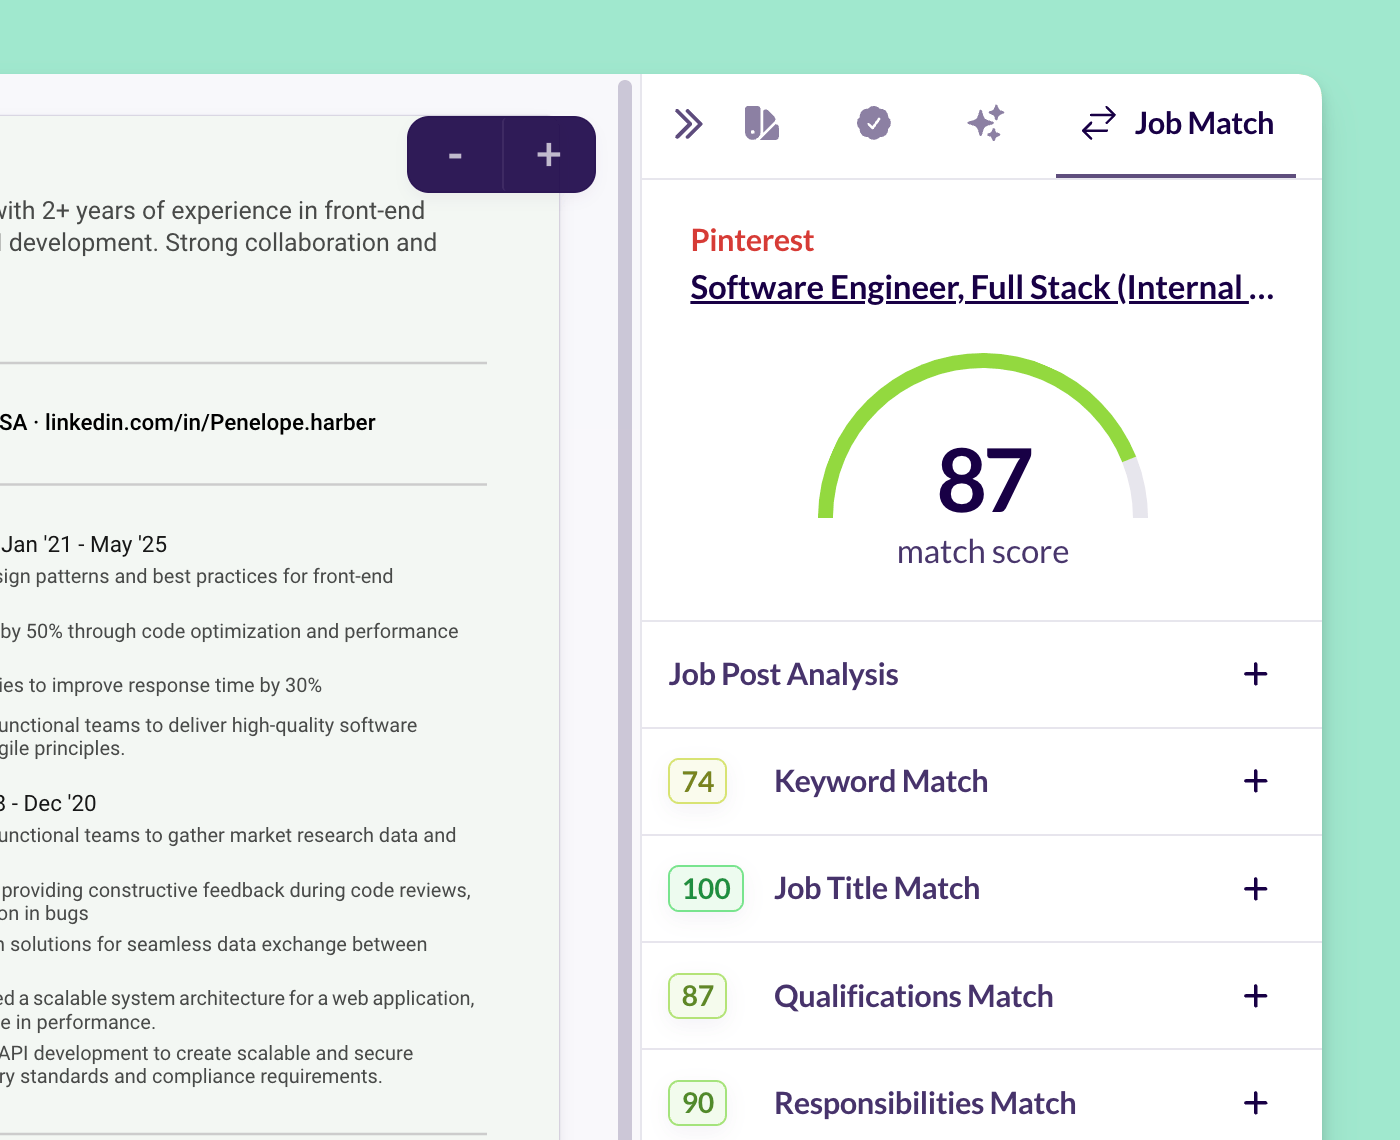 - +
with 2+ years of experience in front-end
development. Strong collaboration and
SA · linkedin.com/in/Penelope.harber
Jan '21 - May '25
sign patterns and best practices for front-end
by 50% through code optimization and performance
ies to improve response time by 30%
unctional teams to deliver high-quality software
gile principles.
- Dec '20
unctional teams to gather market research data and
providing constructive feedback during code reviews,
on in bugs
solutions for seamless data exchange between
ed a scalable system architecture for a web application,
e in performance.
API development to create scalable and secure
ry standards and compliance requirements.
Job Match
Pinterest
Software Engineer, Full Stack (Internal ...
87
match score
Job Post Analysis +
74 Keyword Match +
100 Job Title Match +
87 Qualifications Match +
90 Responsibilities Match +